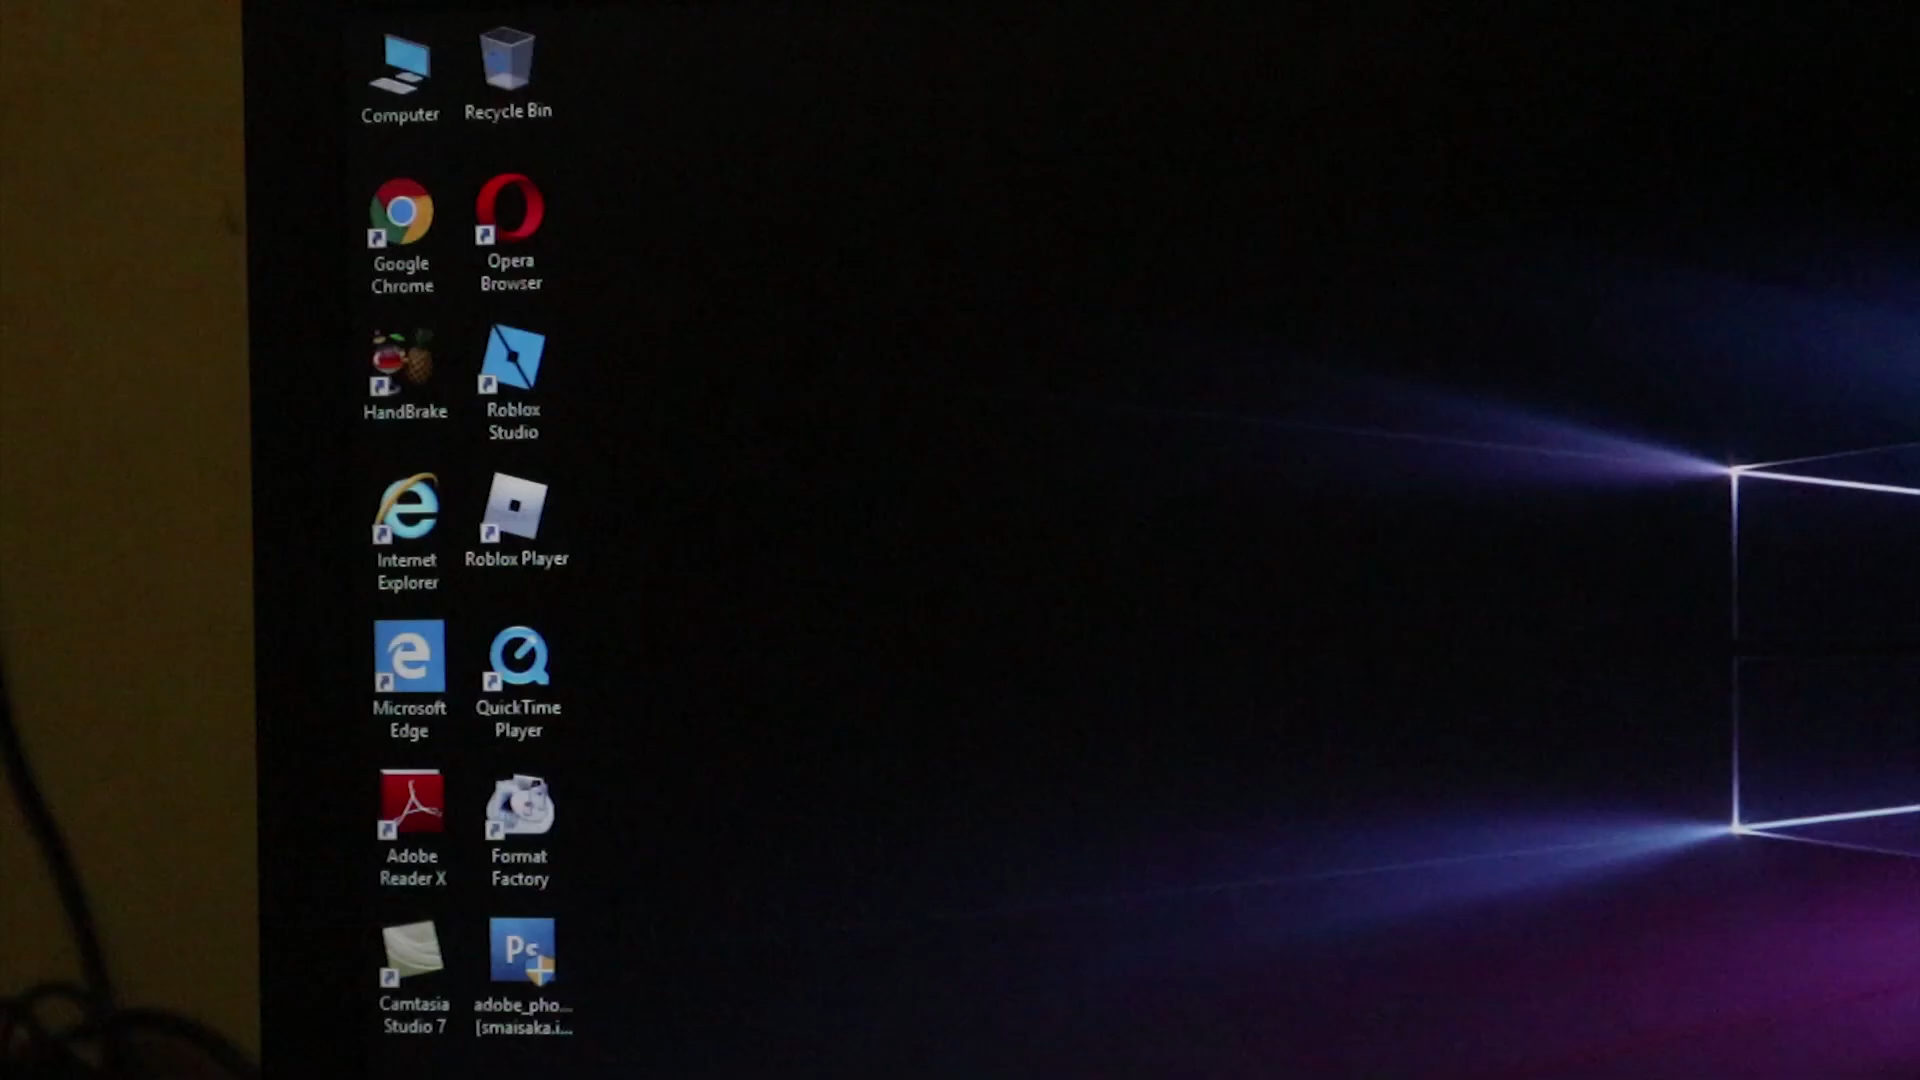 Computer
Recycle Bin
Google
Chrome
Opera
Browser
HandBrake
Roblox
Studio
Internet
Explorer
Roblox Player
Microsoft
Edge
QuickTime
Player
Adobe
Reader X
Format
Factory
Camtasia
Studio 7
Ps
adobe_pho...
[smaisaka.i...